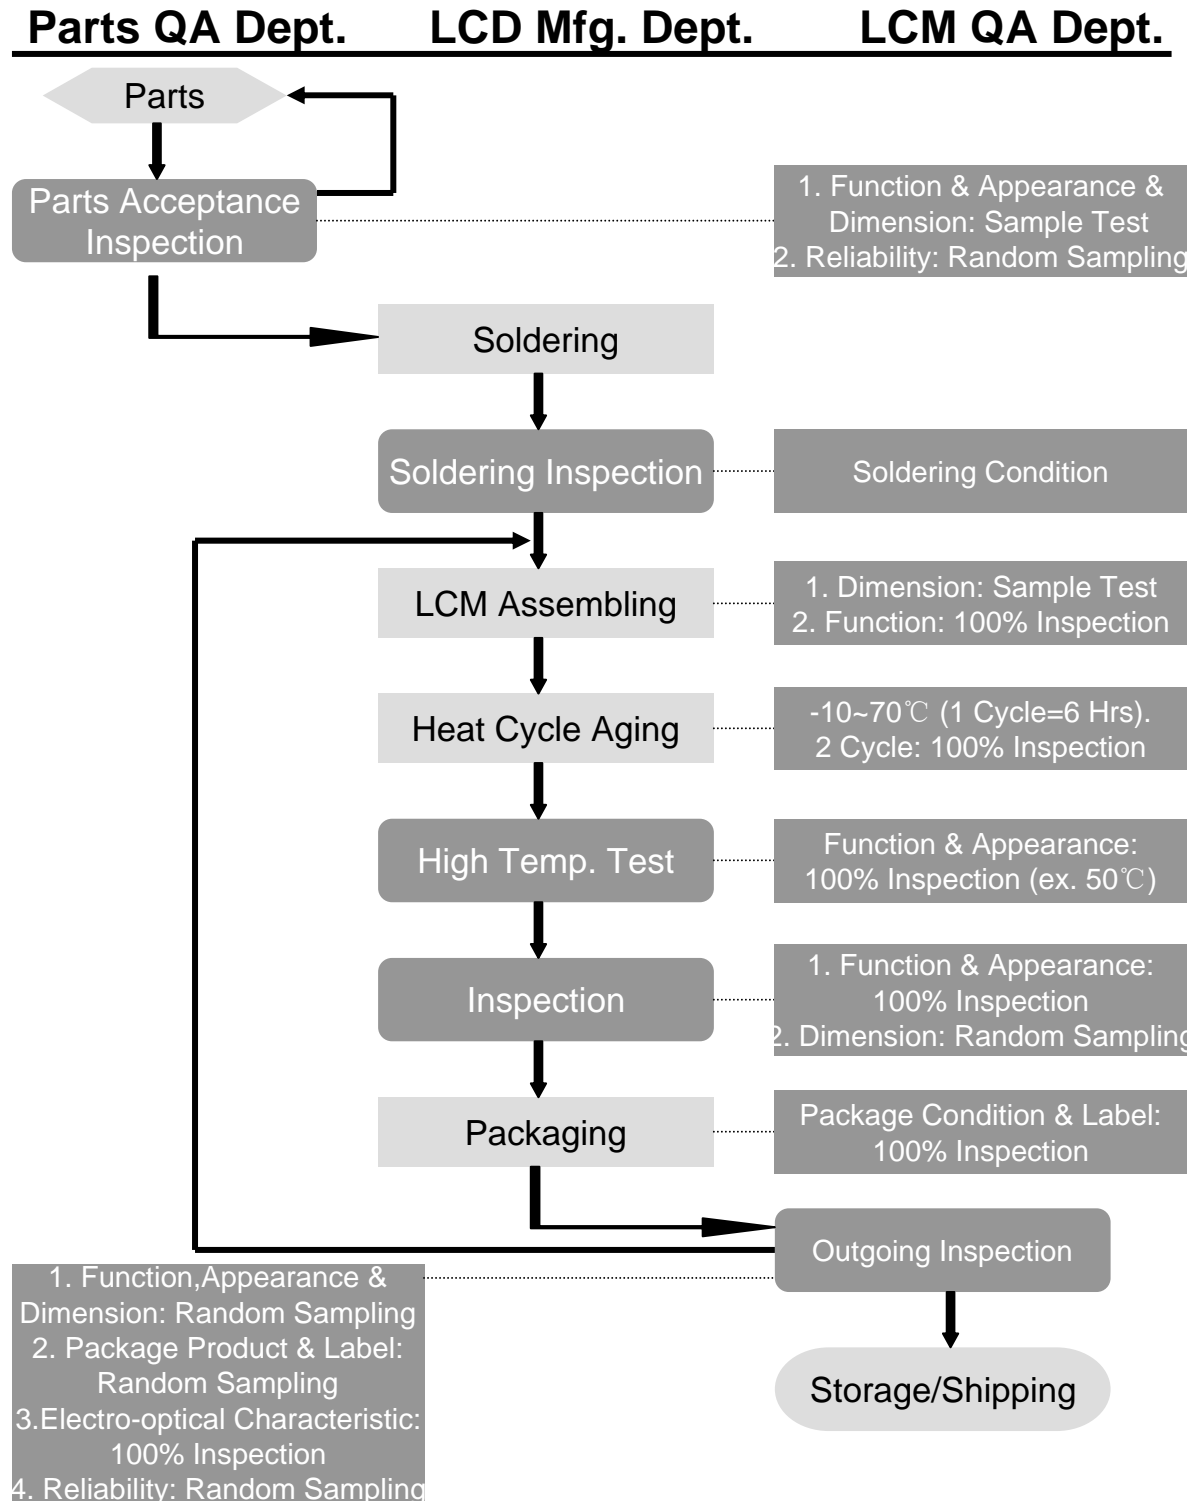 Parts QA Dept. LCD Mfg. Dept. LCM QA Dept.
Parts
Parts Acceptance
Inspection
1. Function & Appearance &
Dimension: Sample Test
2. Reliability: Random Sampling
Soldering
Soldering Inspection
Soldering Condition
LCM Assembling
1. Dimension: Sample Test
2. Function: 100% Inspection
Heat Cycle Aging
-10~70℃ (1 Cycle=6 Hrs).
2 Cycle: 100% Inspection
High Temp. Test
Function & Appearance:
100% Inspection (ex. 50℃)
Inspection
1. Function & Appearance:
100% Inspection
2. Dimension: Random Sampling
Packaging
Package Condition & Label:
100% Inspection
Outgoing Inspection
1. Function,Appearance &
Dimension: Random Sampling
2. Package Product & Label:
Random Sampling
3.Electro-optical Characteristic:
100% Inspection
4. Reliability: Random Sampling
Storage/Shipping